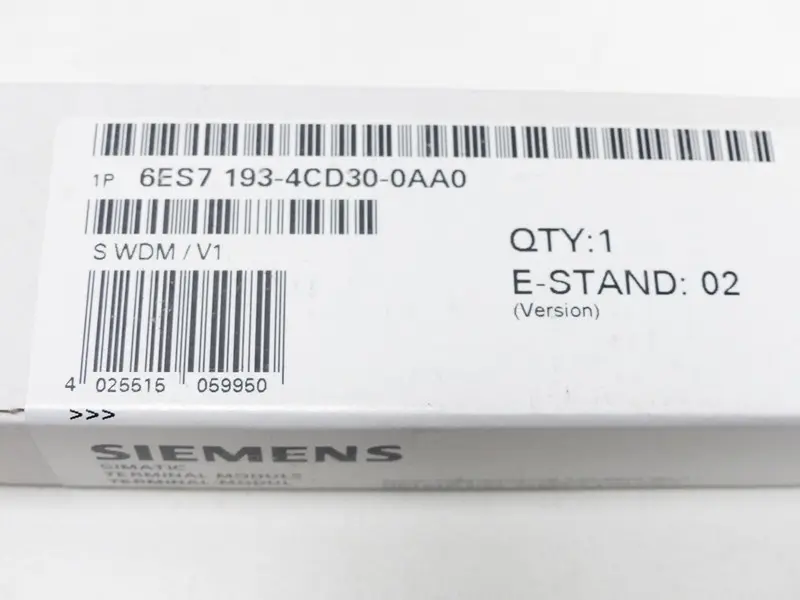 1P 6ES7 193-4CD30-0AA0
S WDM / V1
QTY:1
E-STAND: 02
(Version)
4 025515 059950
>>>
SIEMENS
SIMATIC
TERMINAL MODULE
TERMINAL MODUL